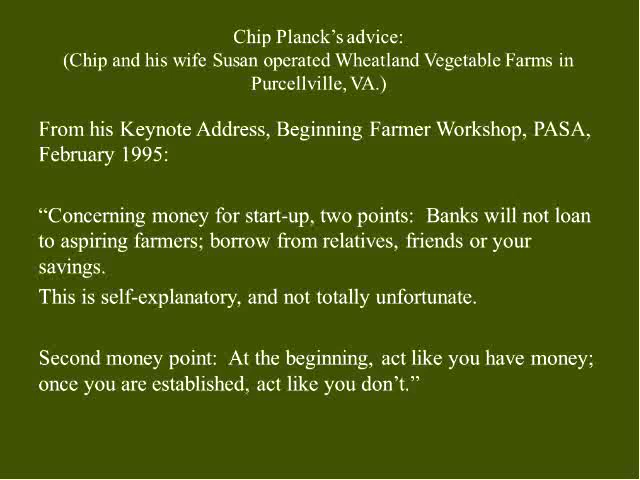 Chip Planck’s advice:
(Chip and his wife Susan operated Wheatland Vegetable Farms in
Purcellville, VA.)
From his Keynote Address, Beginning Farmer Workshop, PASA,
February 1995:
“Concerning money for start-up, two points:  Banks will not loan
to aspiring farmers; borrow from relatives, friends or your
savings.
This is self-explanatory, and not totally unfortunate.
Second money point:  At the beginning, act like you have money;
once you are established, act like you don’t.”